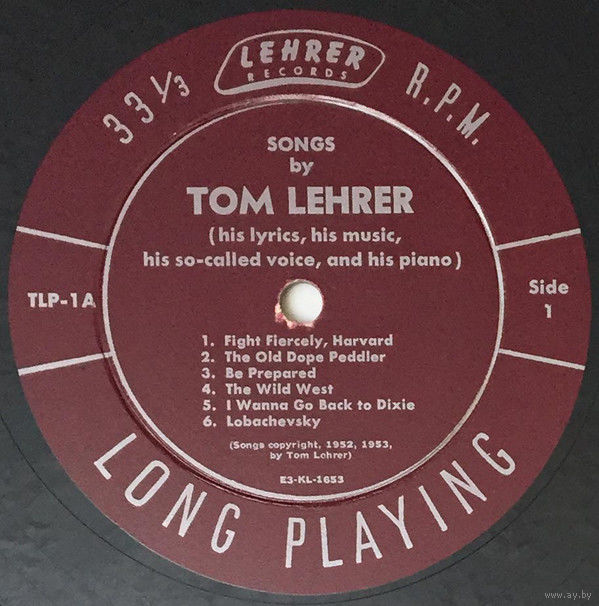 LEHRER
RECORDS
33 1/3 R.P.M.
SONGS
by
TOM LEHRER
(his lyrics, his music,
his so-called voice, and his piano)
TLP-1A
Side
1
1. Fight Fiercely, Harvard
2. The Old Dope Peddler
3. Be Prepared
4. The Wild West
5. I Wanna Go Back to Dixie
6. Lobachevsky
(Songs copyright, 1952, 1953,
by Tom Lehrer)
E3-KL-1653
LONG PLAYING
www.ay.by